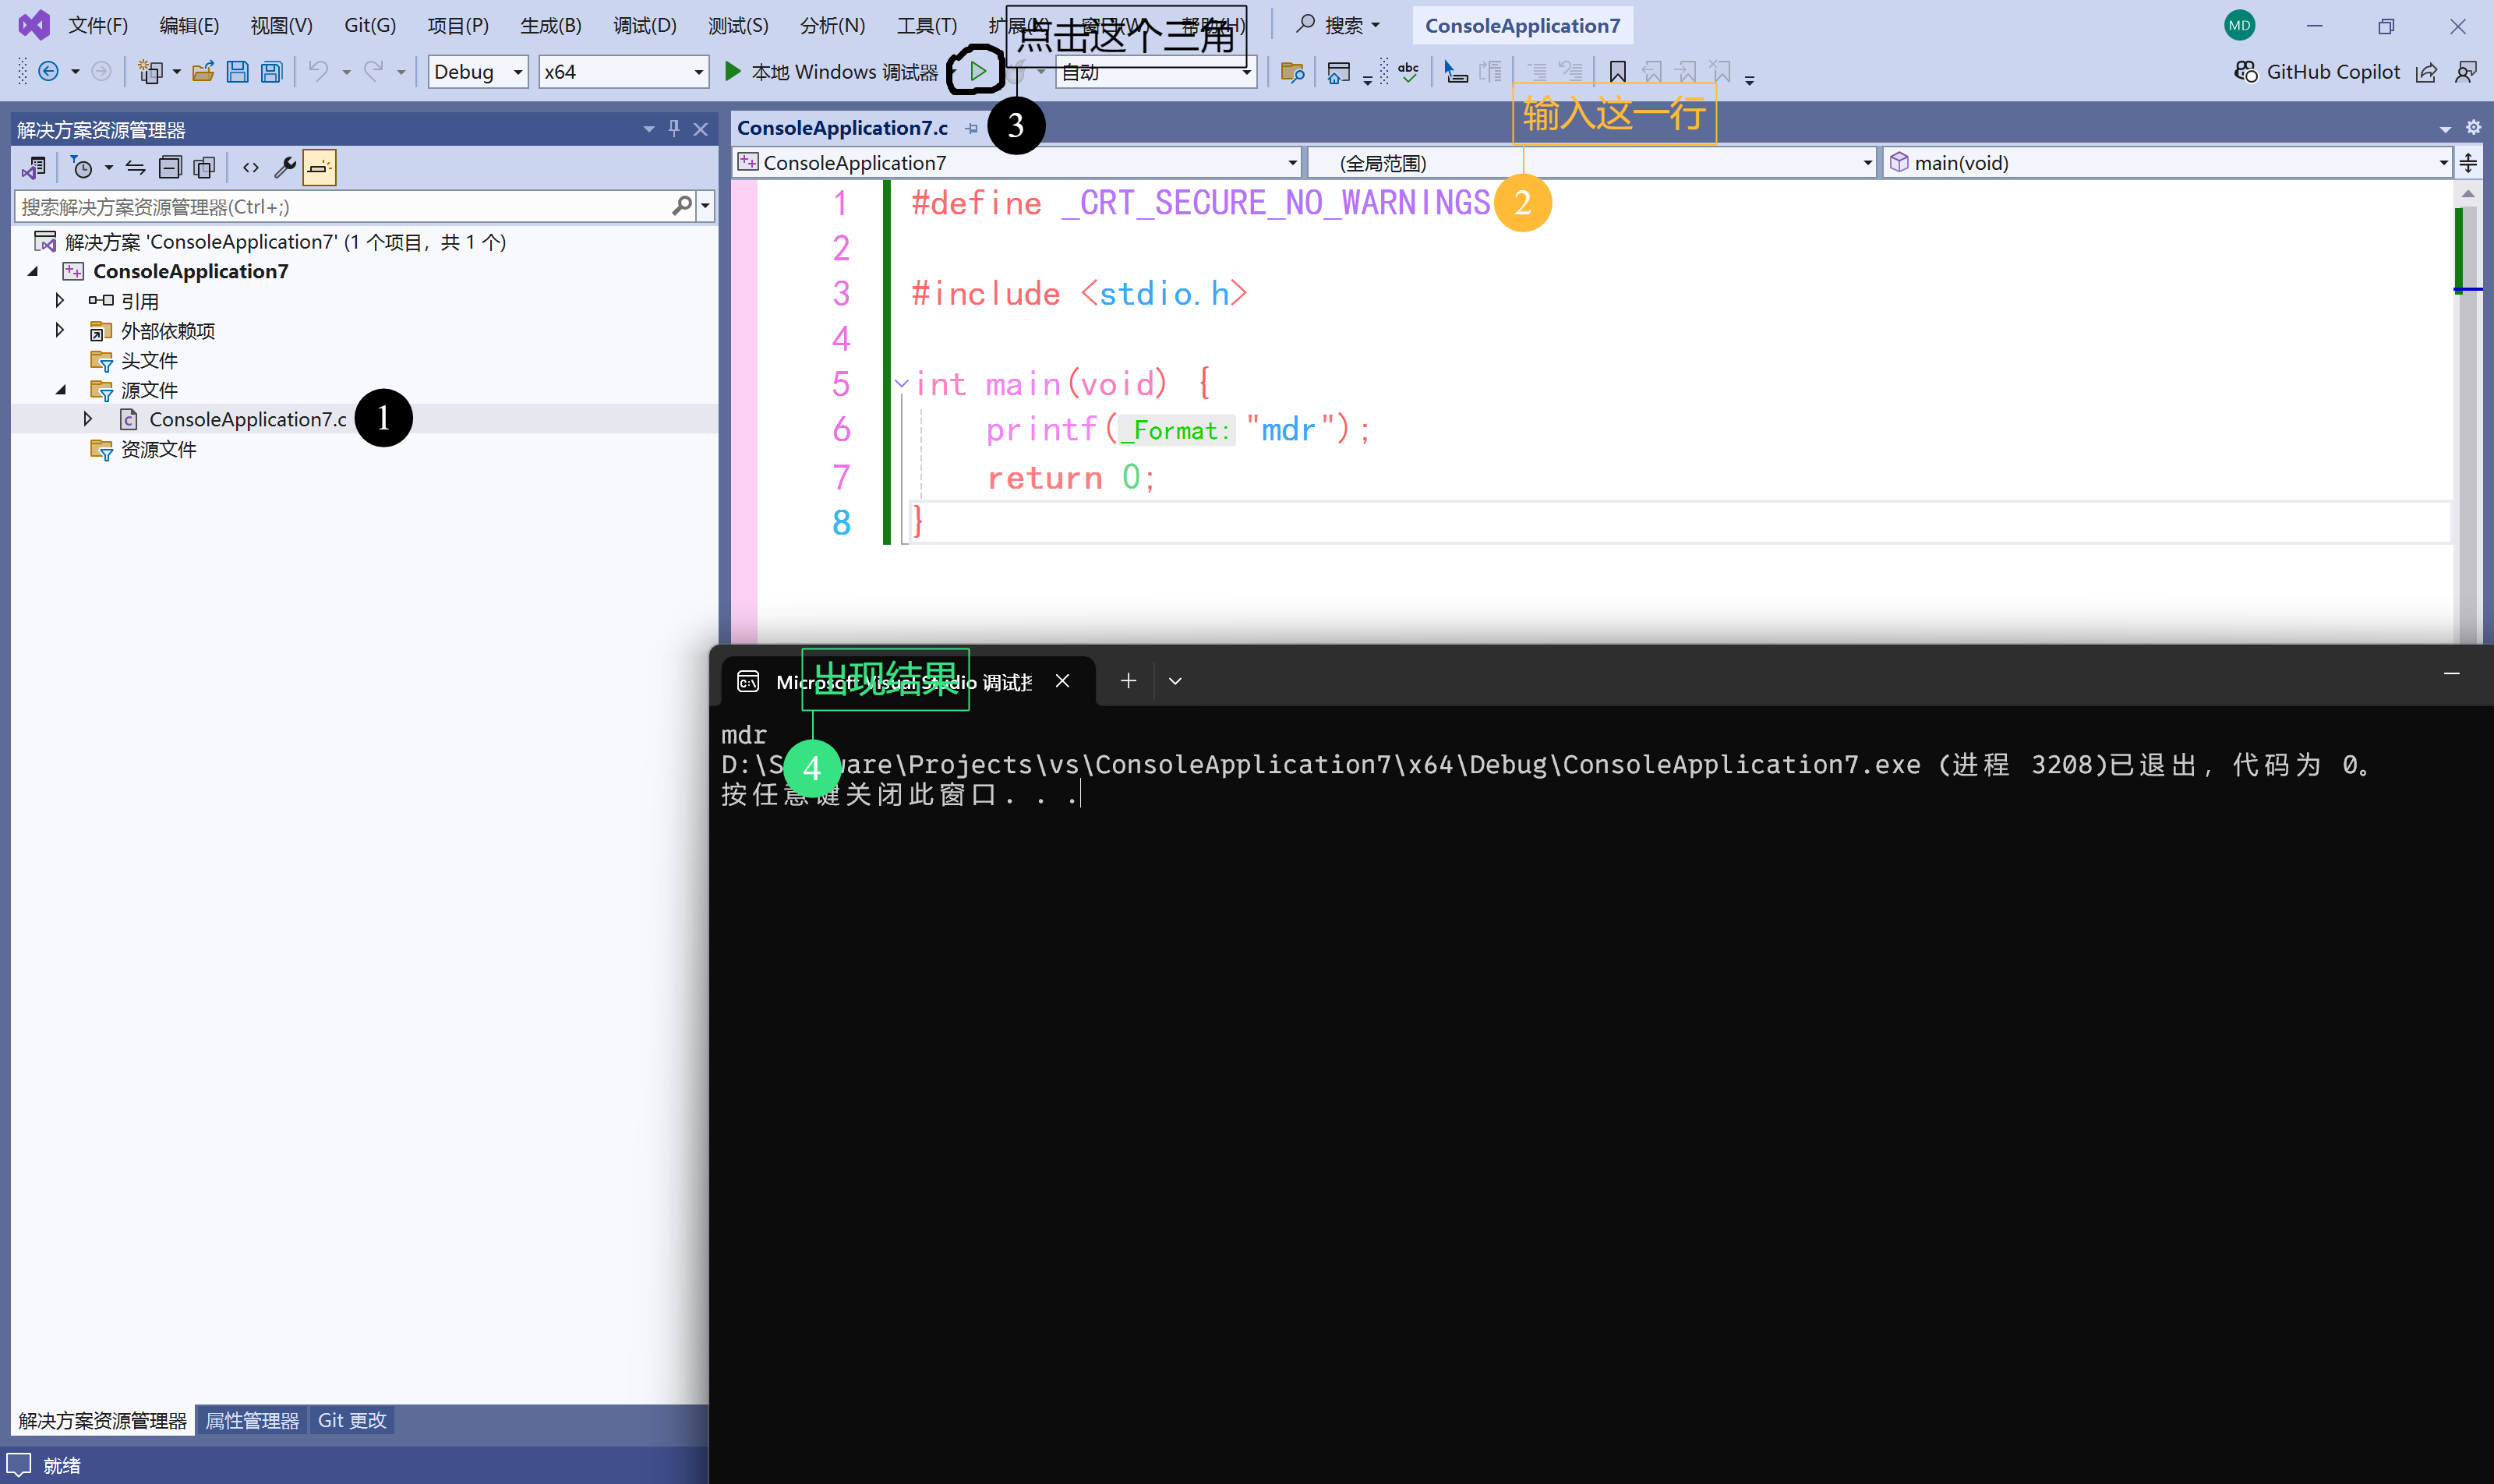 文件(F) 编辑(E) 视图(V) Git(G) 项目(P) 生成(B) 调试(D) 测试(S) 分析(N) 工具(T) 扩展(X) 窗口(W) 帮助(H) 搜索 ConsoleApplication7 MD
点击这个三角
Debug x64 本地 Windows 调试器 自动 abc GitHub Copilot
输入这一行
解决方案资源管理器
ConsoleApplication7.c 3
ConsoleApplication7 (全局范围) main(void)
搜索解决方案资源管理器(Ctrl+;)
解决方案 'ConsoleApplication7' (1 个项目，共 1 个)
ConsoleApplication7
引用
外部依赖项
头文件
源文件
ConsoleApplication7.c 1
资源文件
1 #define _CRT_SECURE_NO_WARNINGS 2
2
3 #include <stdio.h>
4
5 int main(void) {
6 printf(_Format: "mdr");
7 return 0;
8 }
出现结果
Microsoft Visual Studio 调试控
mdr
4
D:\Software\Projects\vs\ConsoleApplication7\x64\Debug\ConsoleApplication7.exe (进程 3208)已退出，代码为 0。
按任意键关闭此窗口. . .
解决方案资源管理器 属性管理器 Git 更改
就绪